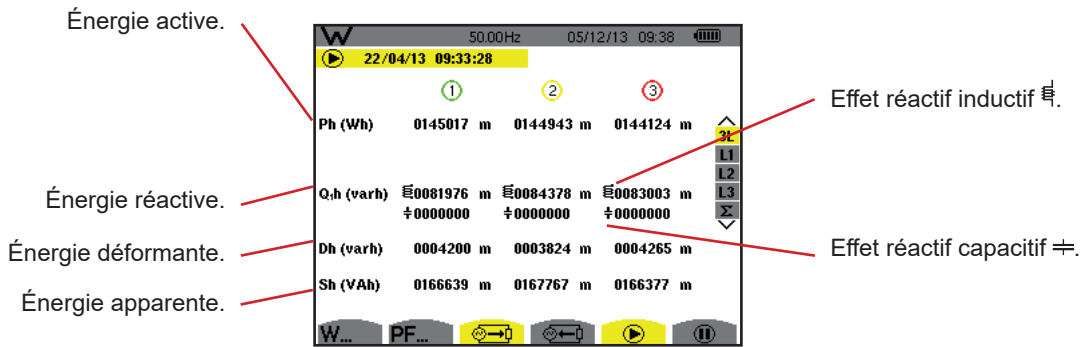 Énergie active.
W 50.00Hz 05/12/13 09:38
22/04/13 09:33:28
1 2 3
Effet réactif inductif.
Ph (Wh) 0145017 m 0144943 m 0144124 m
3L
L1
L2
L3
Σ
Énergie réactive.
Q₁h (varh) 0081976 m 0084378 m 0083003 m
0000000 0000000 0000000
Énergie déformante.
Dh (varh) 0004200 m 0003824 m 0004265 m
Effet réactif capacitif.
Énergie apparente.
Sh (VAh) 0166639 m 0167767 m 0166377 m
W... PF...